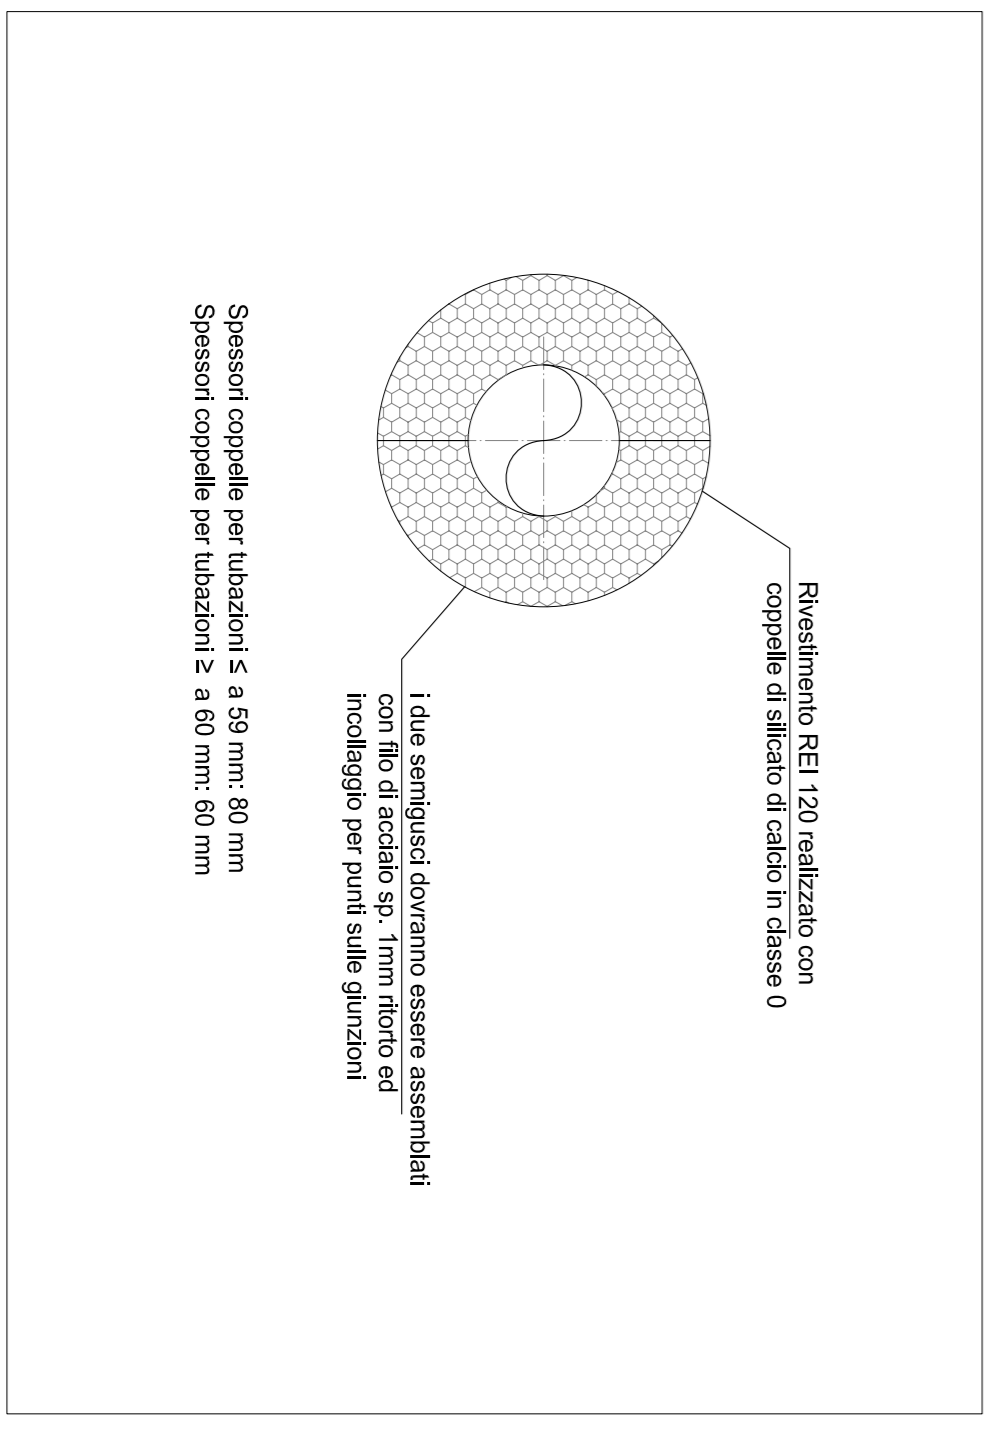 Rivestimento REI 120 realizzato con
coppelle di silicato di calcio in classe 0
i due semigusci dovranno essere assemblati
con filo di acciaio sp. 1mm ritorto ed
incollaggio per punti sulle giunzioni
Spessori coppelle per tubazioni ≤ a 59 mm: 80 mm
Spessori coppelle per tubazioni ≥ a 60 mm: 60 mm